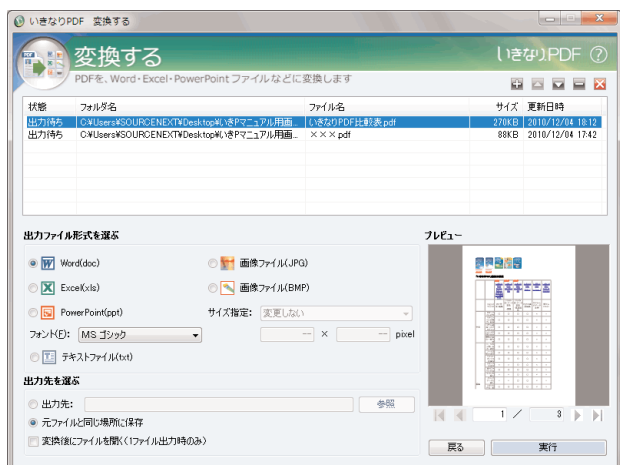 いきなりPDF 変換する
変換する
いきなりPDF ?
PDFを、Word・Excel・PowerPoint ファイルなどに変換します
状態 フォルダ名 ファイル名 サイズ 更新日時
出力待ち C:¥Users¥SOURCENEXT¥Desktop¥いきPマニュアル用画... いきなりPDF比較表.pdf 270KB 2010/12/04 18:12
出力待ち C:¥Users¥SOURCENEXT¥Desktop¥いきPマニュアル用画... ×××.pdf 88KB 2010/12/04 17:42
出力ファイル形式を選ぶ
プレビュー
Word(doc) 画像ファイル(JPG)
Excel(xls) 画像ファイル(BMP)
PowerPoint(ppt) サイズ指定: 変更しない
フォント(F): MS ゴシック -- × -- pixel
テキストファイル(txt)
出力先を選ぶ
出力先: 参照
元ファイルと同じ場所に保存
1 / 3
変換後にファイルを開く(1ファイル出力時のみ)
戻る 実行